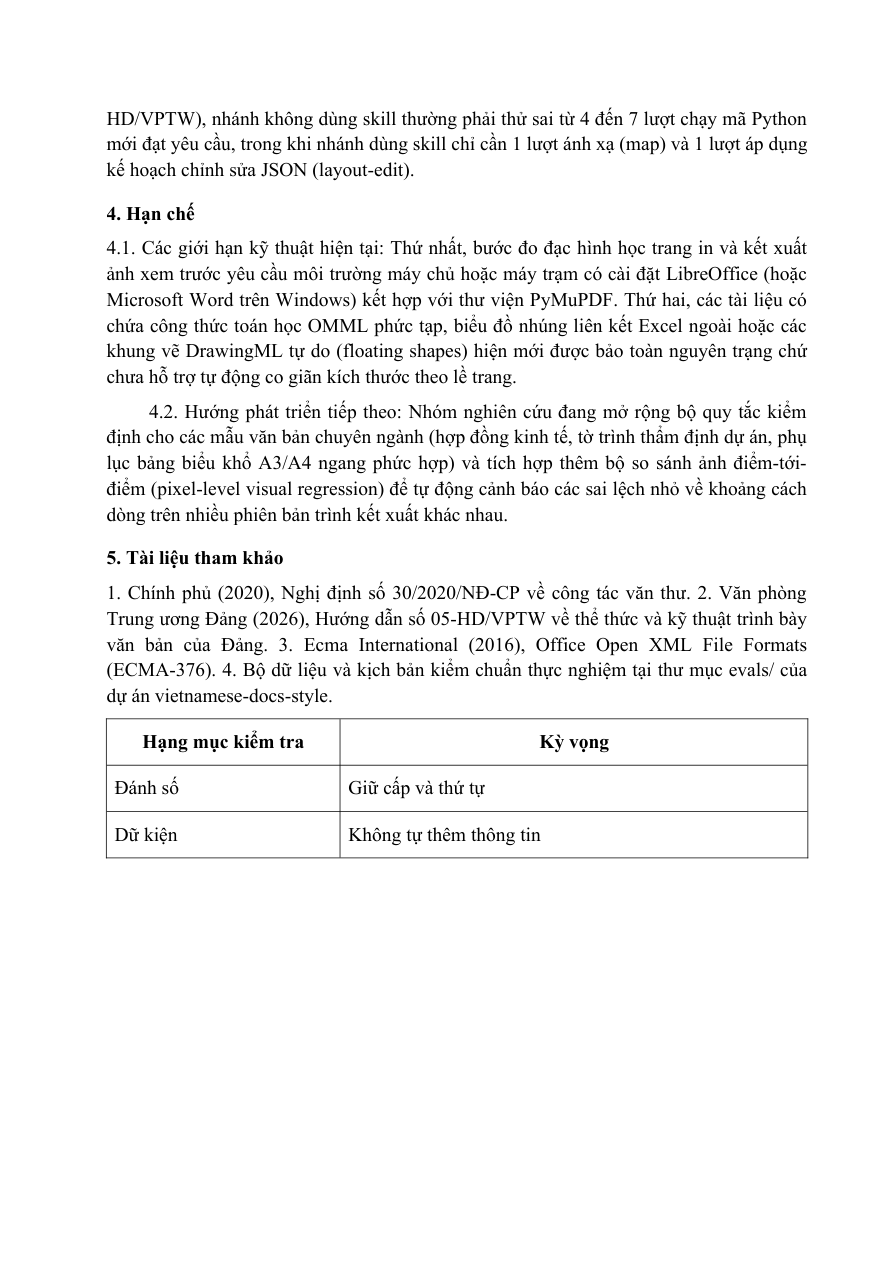 HD/VPTW), nhánh không dùng skill thường phải thử sai từ 4 đến 7 lượt chạy mã Python
mới đạt yêu cầu, trong khi nhánh dùng skill chỉ cần 1 lượt ánh xạ (map) và 1 lượt áp dụng
kế hoạch chỉnh sửa JSON (layout-edit).
4. Hạn chế
4.1. Các giới hạn kỹ thuật hiện tại: Thứ nhất, bước đo đạc hình học trang in và kết xuất
ảnh xem trước yêu cầu môi trường máy chủ hoặc máy trạm có cài đặt LibreOffice (hoặc
Microsoft Word trên Windows) kết hợp với thư viện PyMuPDF. Thứ hai, các tài liệu có
chứa công thức toán học OMML phức tạp, biểu đồ nhúng liên kết Excel ngoài hoặc các
khung vẽ DrawingML tự do (floating shapes) hiện mới được bảo toàn nguyên trạng chứ
chưa hỗ trợ tự động co giãn kích thước theo lề trang.
4.2. Hướng phát triển tiếp theo: Nhóm nghiên cứu đang mở rộng bộ quy tắc kiểm
định cho các mẫu văn bản chuyên ngành (hợp đồng kinh tế, tờ trình thẩm định dự án, phụ
lục bảng biểu khổ A3/A4 ngang phức hợp) và tích hợp thêm bộ so sánh ảnh điểm-tới-
điểm (pixel-level visual regression) để tự động cảnh báo các sai lệch nhỏ về khoảng cách
dòng trên nhiều phiên bản trình kết xuất khác nhau.
5. Tài liệu tham khảo
1. Chính phủ (2020), Nghị định số 30/2020/NĐ-CP về công tác văn thư. 2. Văn phòng
Trung ương Đảng (2026), Hướng dẫn số 05-HD/VPTW về thể thức và kỹ thuật trình bày
văn bản của Đảng. 3. Ecma International (2016), Office Open XML File Formats
(ECMA-376). 4. Bộ dữ liệu và kịch bản kiểm chuẩn thực nghiệm tại thư mục evals/ của
dự án vietnamese-docs-style.
Hạng mục kiểm tra Kỳ vọng
Đánh số Giữ cấp và thứ tự
Dữ kiện Không tự thêm thông tin